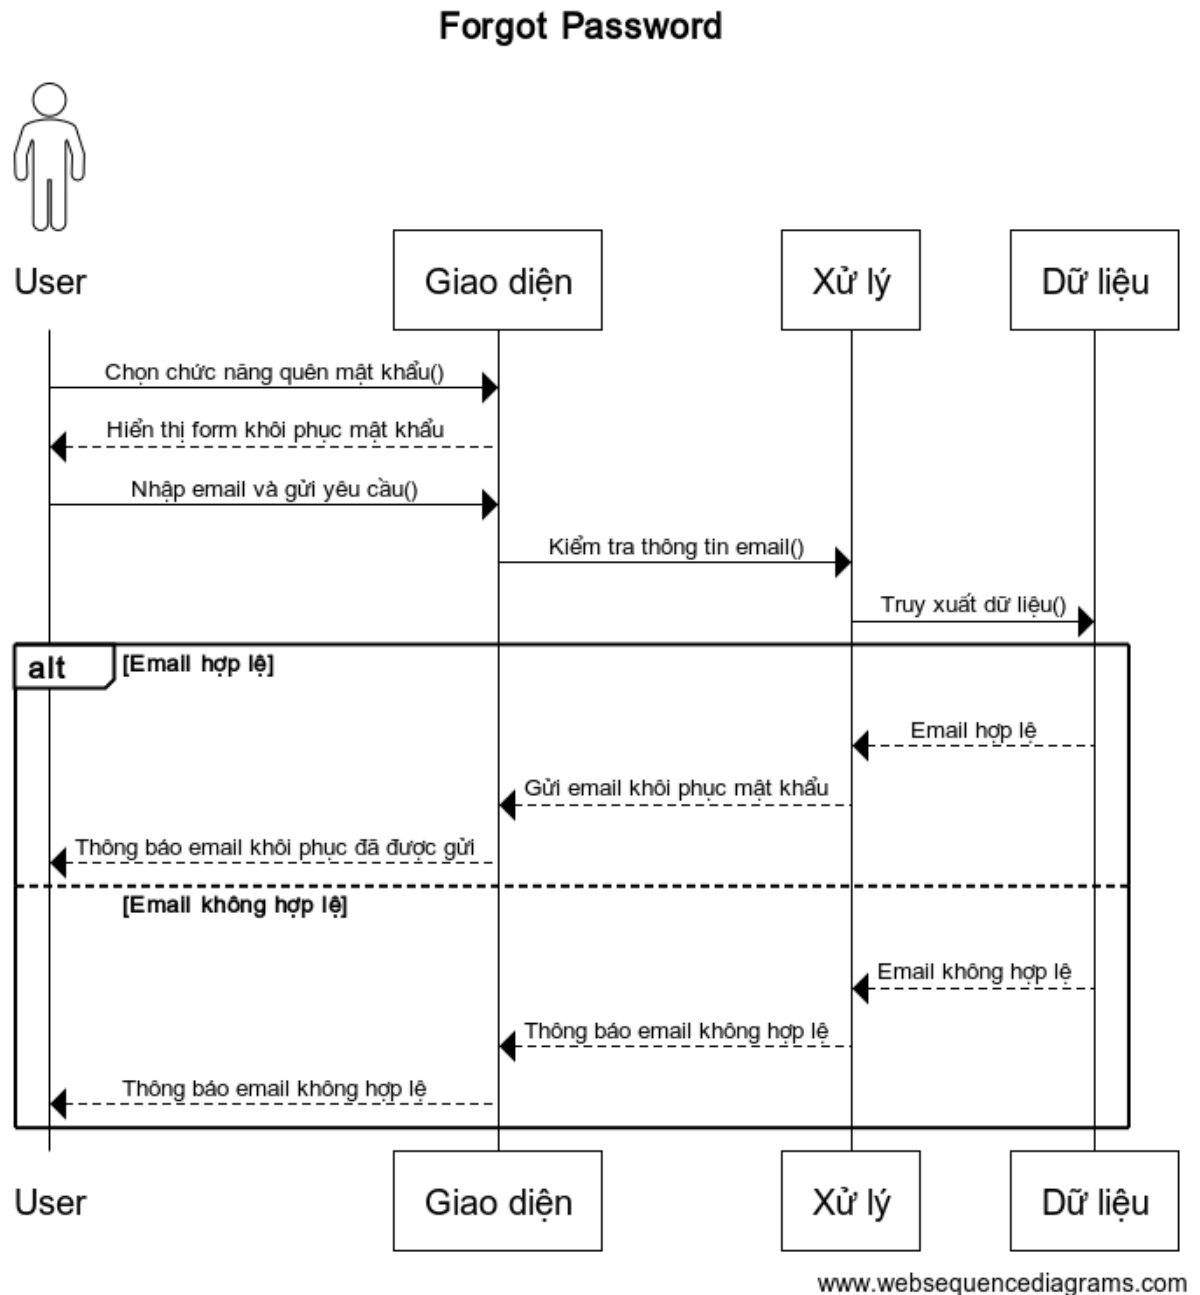 Forgot Password
User
Giao diện
Xử lý
Dữ liệu
Chọn chức năng quên mật khẩu()
Hiển thị form khôi phục mật khẩu
Nhập email và gửi yêu cầu()
Kiểm tra thông tin email()
Truy xuất dữ liệu()
alt
[Email hợp lệ]
Email hợp lệ
Gửi email khôi phục mật khẩu
Thông báo email khôi phục đã được gửi
[Email không hợp lệ]
Email không hợp lệ
Thông báo email không hợp lệ
Thông báo email không hợp lệ
User
Giao diện
Xử lý
Dữ liệu
www.websequencediagrams.com